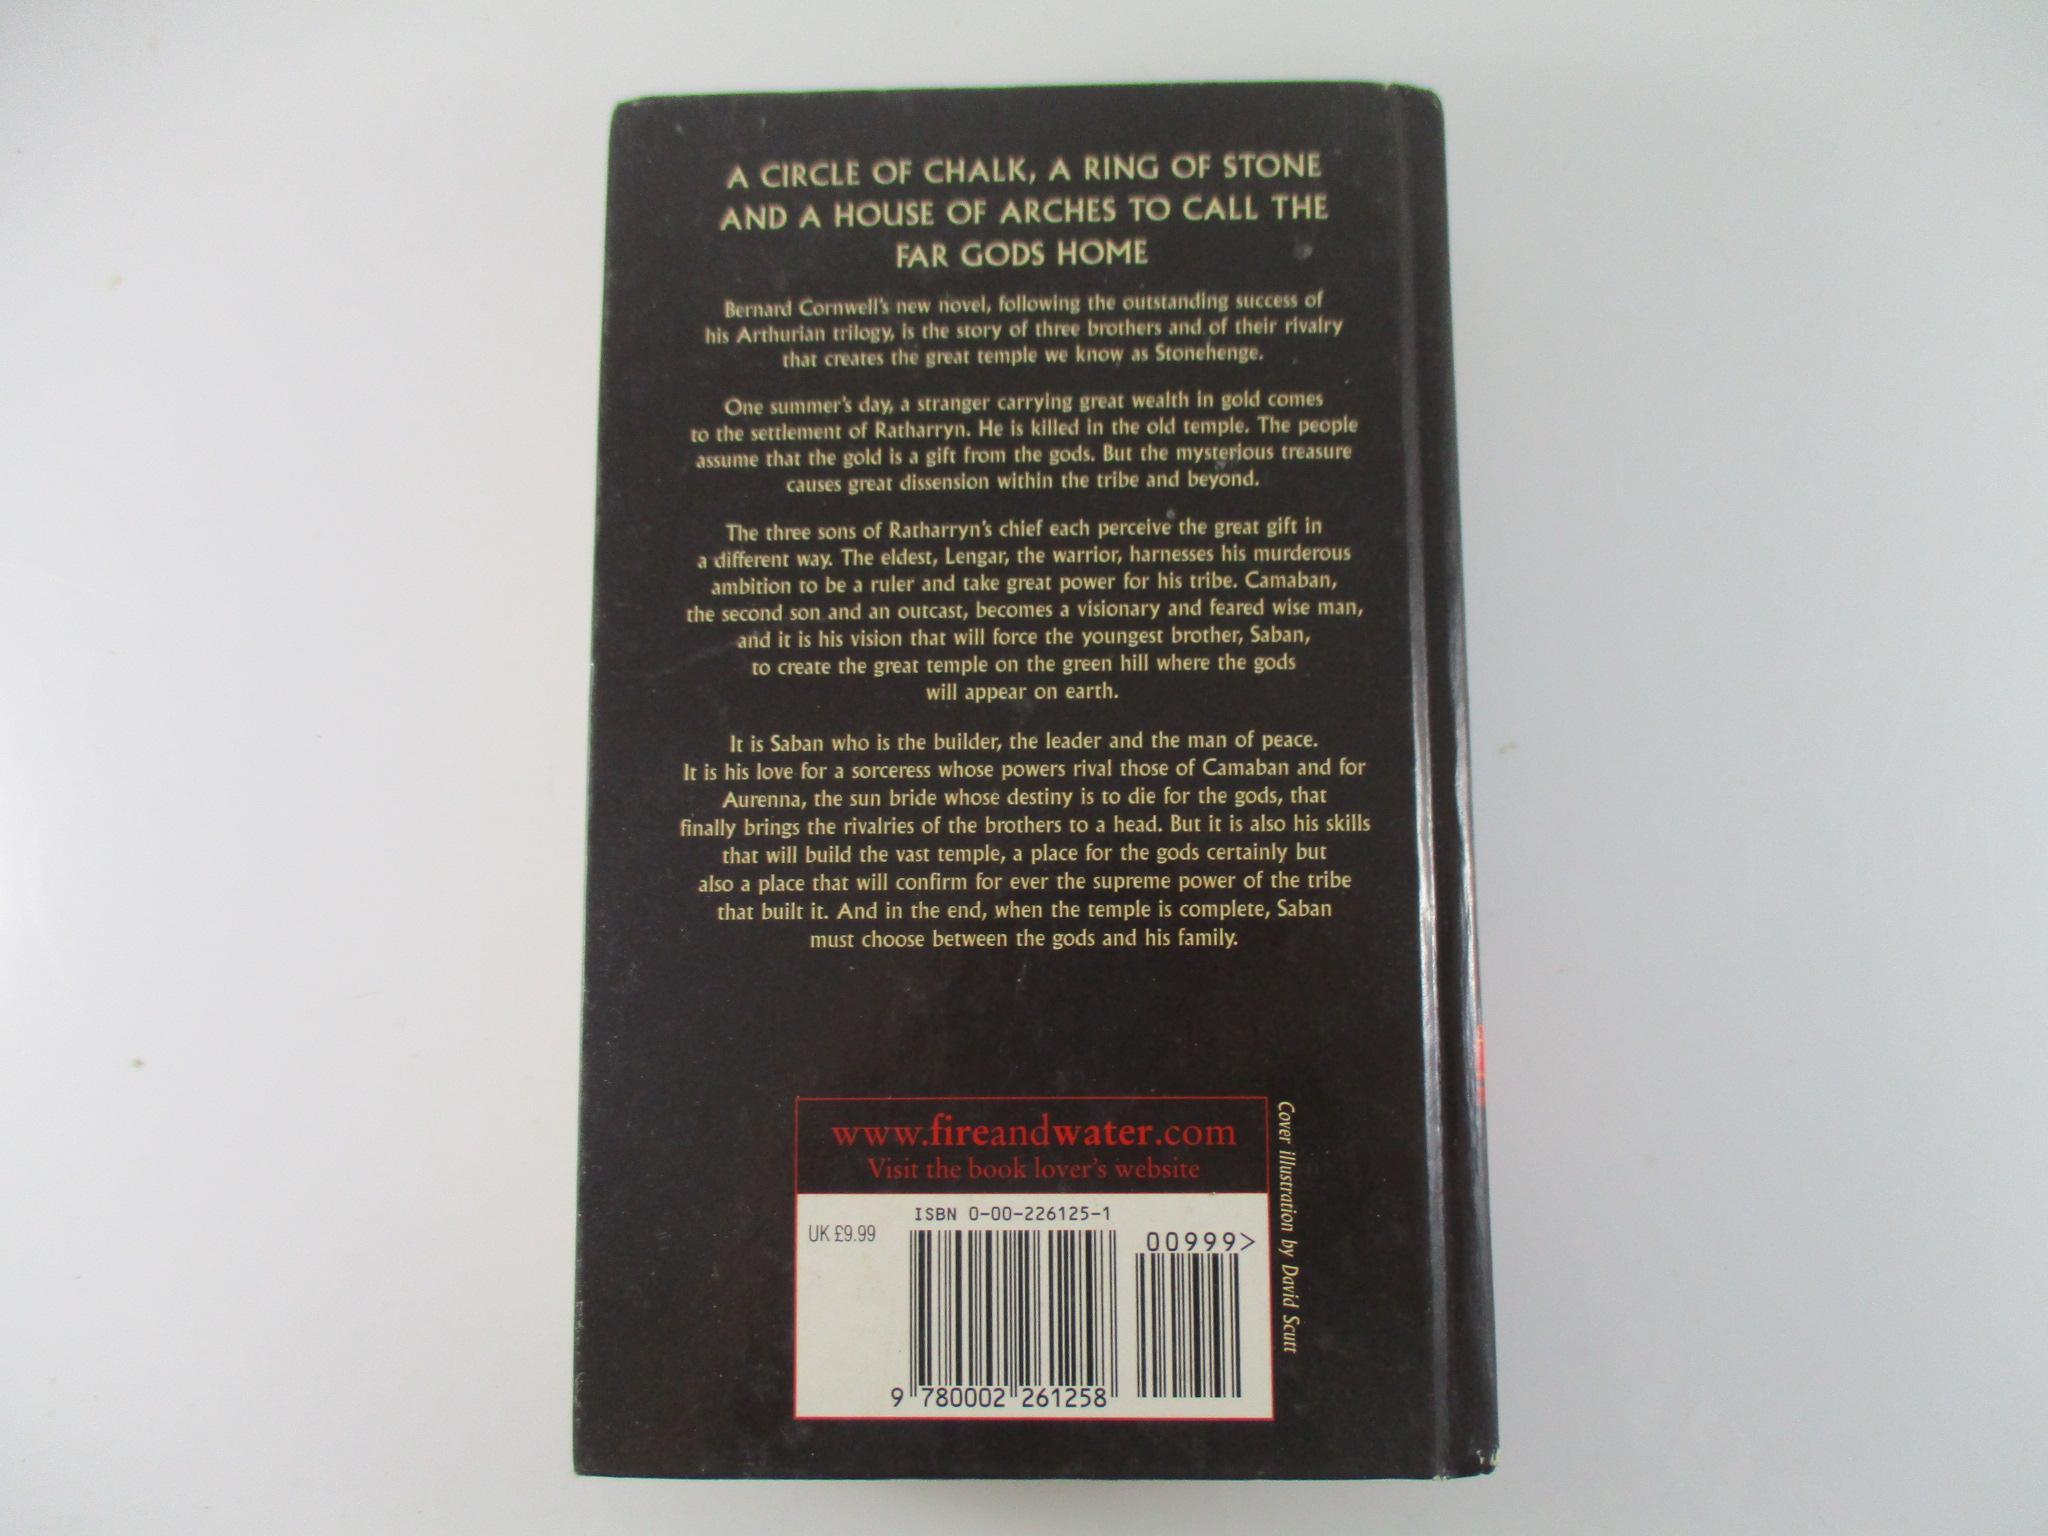 A CIRCLE OF CHALK, A RING OF STONE
AND A HOUSE OF ARCHES TO CALL THE
FAR GODS HOME
Bernard Cornwell's new novel, following the outstanding success of
his Arthurian trilogy, is the story of three brothers and of their rivalry
that creates the great temple we know as Stonehenge.
One summer's day, a stranger carrying great wealth in gold comes
to the settlement of Ratharryn. He is killed in the old temple. The people
assume that the gold is a gift from the gods. But the mysterious treasure
causes great dissension within the tribe and beyond.
The three sons of Ratharryn's chief each perceive the great gift in
a different way. The eldest, Lengar, the warrior, harnesses his murderous
ambition to be a ruler and take great power for his tribe. Camaban,
the second son and an outcast, becomes a visionary and feared wise man,
and it is his vision that will force the youngest brother, Saban,
to create the great temple on the green hill where the gods
will appear on earth.
It is Saban who is the builder, the leader and the man of peace.
It is his love for a sorceress whose powers rival those of Camaban and for
Aurenna, the sun bride whose destiny is to die for the gods, that
finally brings the rivalries of the brothers to a head. But it is also his skills
that will build the vast temple, a place for the gods certainly but
also a place that will confirm for ever the supreme power of the tribe
that built it. And in the end, when the temple is complete, Saban
must choose between the gods and his family.
www.fireandwater.com
Visit the book lover's website
ISBN 0-00-226125-1
UK £9.99
00999>
9 780002 261258
Cover illustration by David Scutt